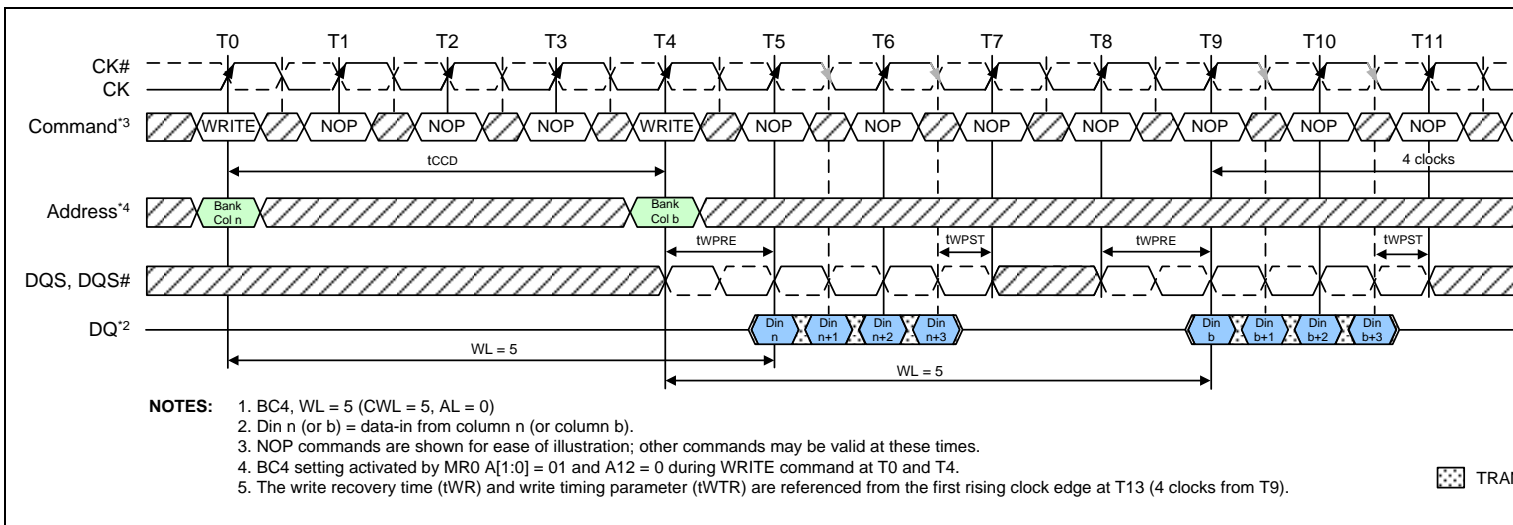 T0 T1 T2 T3 T4 T5 T6 T7 T8 T9 T10 T11
CK#
CK
Command*3 WRITE NOP NOP NOP WRITE NOP NOP NOP NOP NOP NOP NOP
tCCD 4 clocks
Address*4 Bank Col n Bank Col b
tWPRE tWPST tWPRE tWPST
DQS, DQS#
DQ*2 Din n Din n+1 Din n+2 Din n+3 Din b Din b+1 Din b+2 Din b+3
WL = 5
WL = 5
NOTES: 1. BC4, WL = 5 (CWL = 5, AL = 0)
2. Din n (or b) = data-in from column n (or column b).
3. NOP commands are shown for ease of illustration; other commands may be valid at these times.
4. BC4 setting activated by MR0 A[1:0] = 01 and A12 = 0 during WRITE command at T0 and T4.
5. The write recovery time (tWR) and write timing parameter (tWTR) are referenced from the first rising clock edge at T13 (4 clocks from T9).